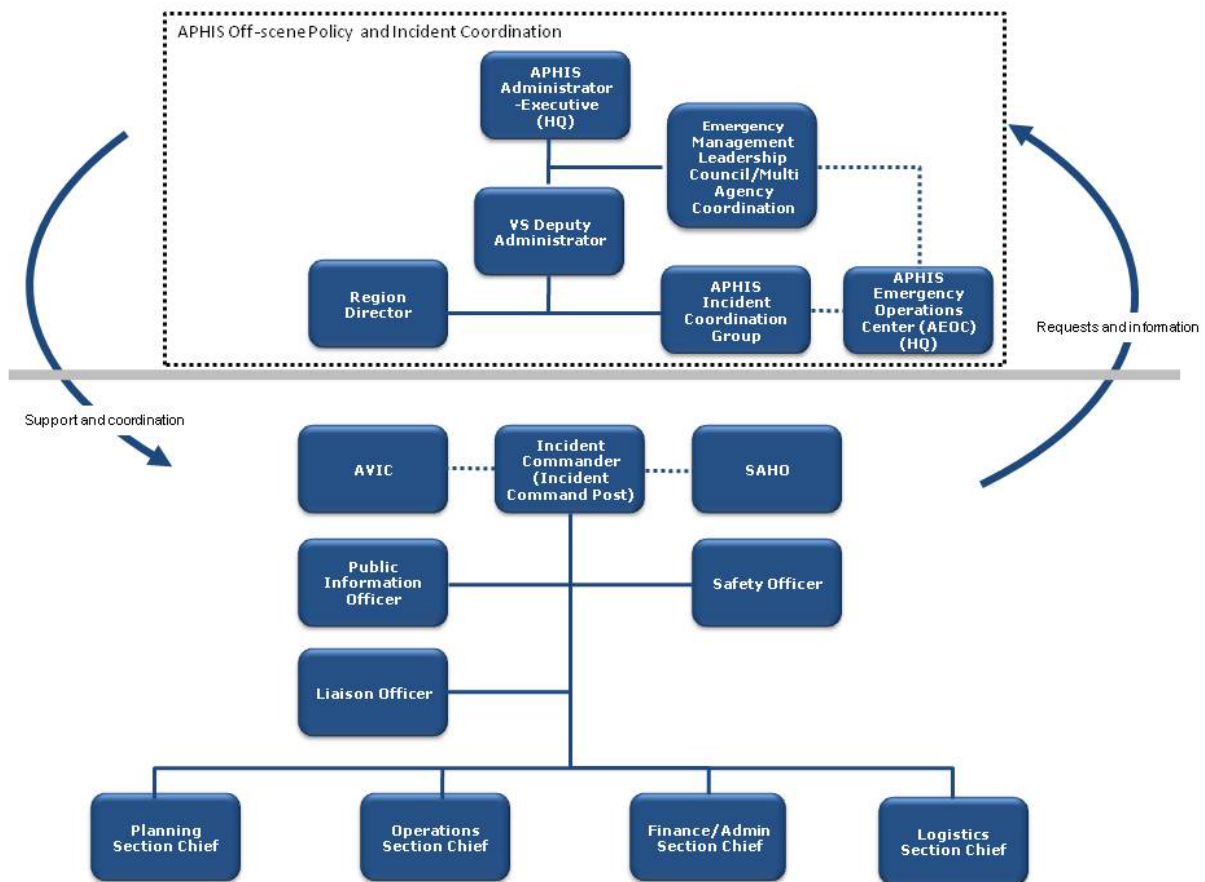 APHIS Off-scene Policy and Incident Coordination
APHIS
Administrator
-Executive
(HQ)
Emergency
Management
Leadership
Council/Multi
Agency
Coordination
VS Deputy
Administrator
Region
Director
APHIS
Incident
Coordination
Group
APHIS
Emergency
Operations
Center (AEOC)
(HQ)
Requests and information
Support and coordination
AVIC
Incident
Commander
(Incident
Command Post)
SAHO
Public
Information
Officer
Safety Officer
Liaison Officer
Planning
Section Chief
Operations
Section Chief
Finance/Admin
Section Chief
Logistics
Section Chief